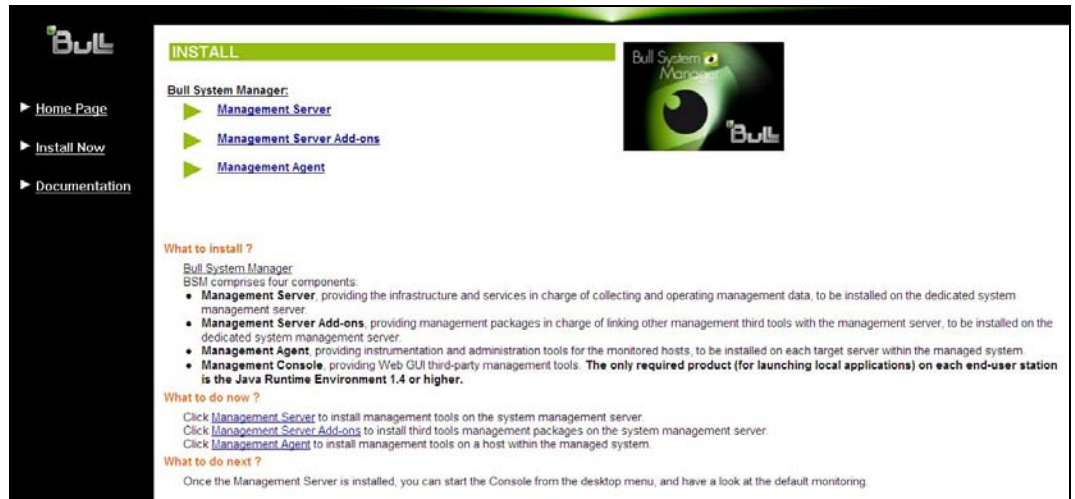 Bull
Home Page
Install Now
Documentation
INSTALL
Bull System
Manager
Bull
Bull System Manager:
Management Server
Management Server Add-ons
Management Agent
What to install ?
Bull System Manager
BSM comprises four components:
• Management Server, providing the infrastructure and services in charge of collecting and operating management data, to be installed on the dedicated system
management server.
• Management Server Add-ons, providing management packages in charge of linking other management third tools with the management server, to be installed on the
dedicated system management server.
• Management Agent, providing instrumentation and administration tools for the monitored hosts, to be installed on each target server within the managed system.
• Management Console, providing Web GUI third-party management tools. The only required product (for launching local applications) on each end-user station
is the Java Runtime Environment 1.4 or higher.
What to do now ?
Click Management Server to install management tools on the system management server.
Click Management Server Add-ons to install third tools management packages on the system management server.
Click Management Agent to install management tools on a host within the managed system.
What to do next ?
Once the Management Server is installed, you can start the Console from the desktop menu, and have a look at the default monitoring.